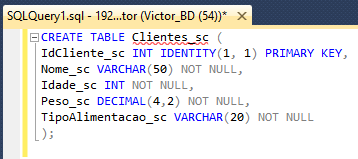 SQLQuery1.sql - 192...tor (Victor_BD (54))*
CREATE TABLE Clientes_sc (
IdCliente_sc INT IDENTITY(1, 1) PRIMARY KEY,
Nome_sc VARCHAR(50) NOT NULL,
Idade_sc INT NOT NULL,
Peso_sc DECIMAL(4,2) NOT NULL,
TipoAlimentacao_sc VARCHAR(20) NOT NULL
);